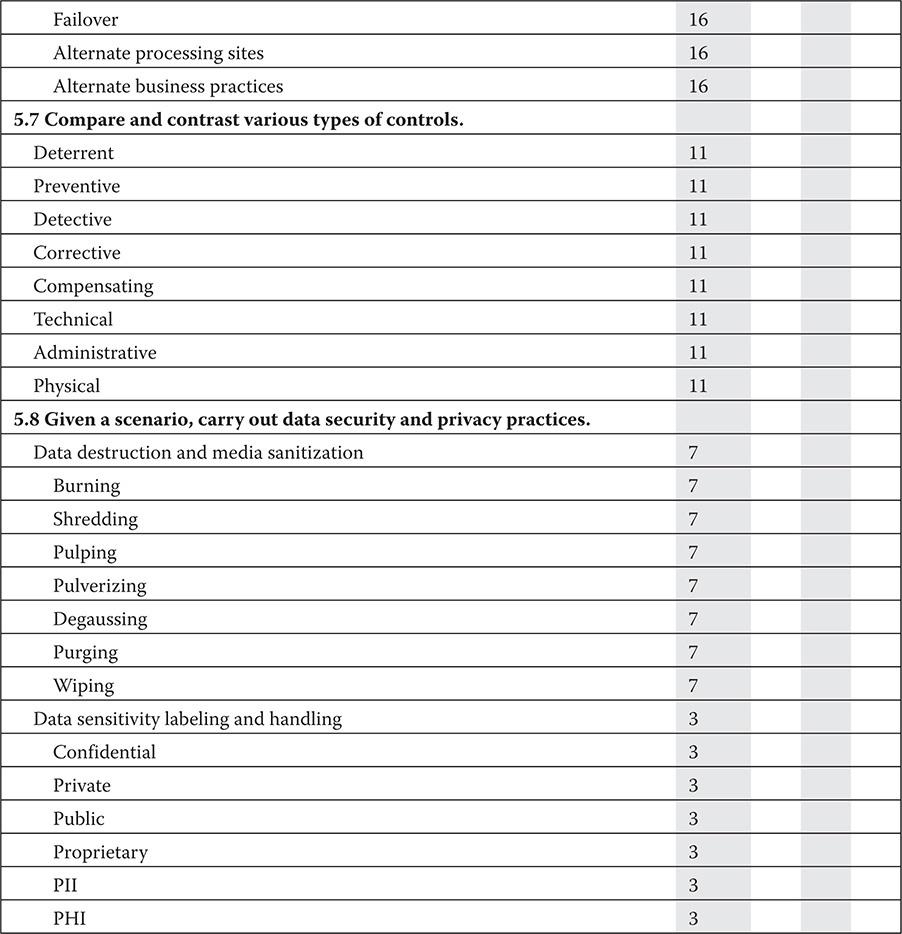 Failover 16
Alternate processing sites 16
Alternate business practices 16
5.7 Compare and contrast various types of controls.
Deterrent 11
Preventive 11
Detective 11
Corrective 11
Compensating 11
Technical 11
Administrative 11
Physical 11
5.8 Given a scenario, carry out data security and privacy practices.
Data destruction and media sanitization 7
Burning 7
Shredding 7
Pulping 7
Pulverizing 7
Degaussing 7
Purging 7
Wiping 7
Data sensitivity labeling and handling 3
Confidential 3
Private 3
Public 3
Proprietary 3
PII 3
PHI 3